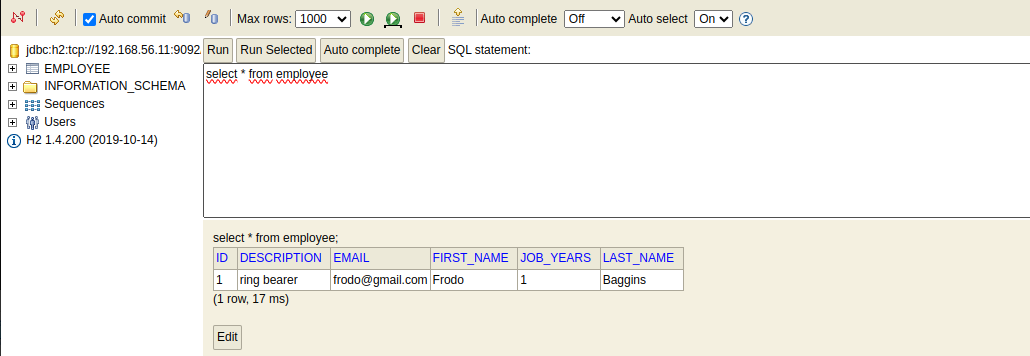 Auto commit Max rows: 1000 Auto complete Off Auto select On ?
jdbc:h2:tcp://192.168.56.11:9092 Run Run Selected Auto complete Clear SQL statement:
EMPLOYEE
INFORMATION_SCHEMA
Sequences
Users
H2 1.4.200 (2019-10-14)
select * from employee
select * from employee;
ID DESCRIPTION EMAIL FIRST_NAME JOB_YEARS LAST_NAME
1 ring bearer frodo@gmail.com Frodo 1 Baggins
(1 row, 17 ms)
Edit